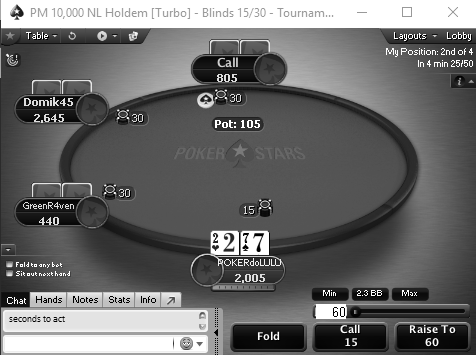 PM 10,000 NL Holdem [Turbo] - Blinds 15/30 - Tournam...
Table
Layouts
Lobby
My Position: 2nd of 4
In 4 min 25/50
Call
805
Domik45
2,645
30
30
Pot: 105
POKER STARS
30
GreenR4ven
440
15
2 2 7 7
POKERdoLULU
2,005
Fold to any bet
Sit out next hand
Min
2.3 BB
Max
60
Chat
Hands
Notes
Stats
Info
seconds to act
Fold
Call
15
Raise To
60